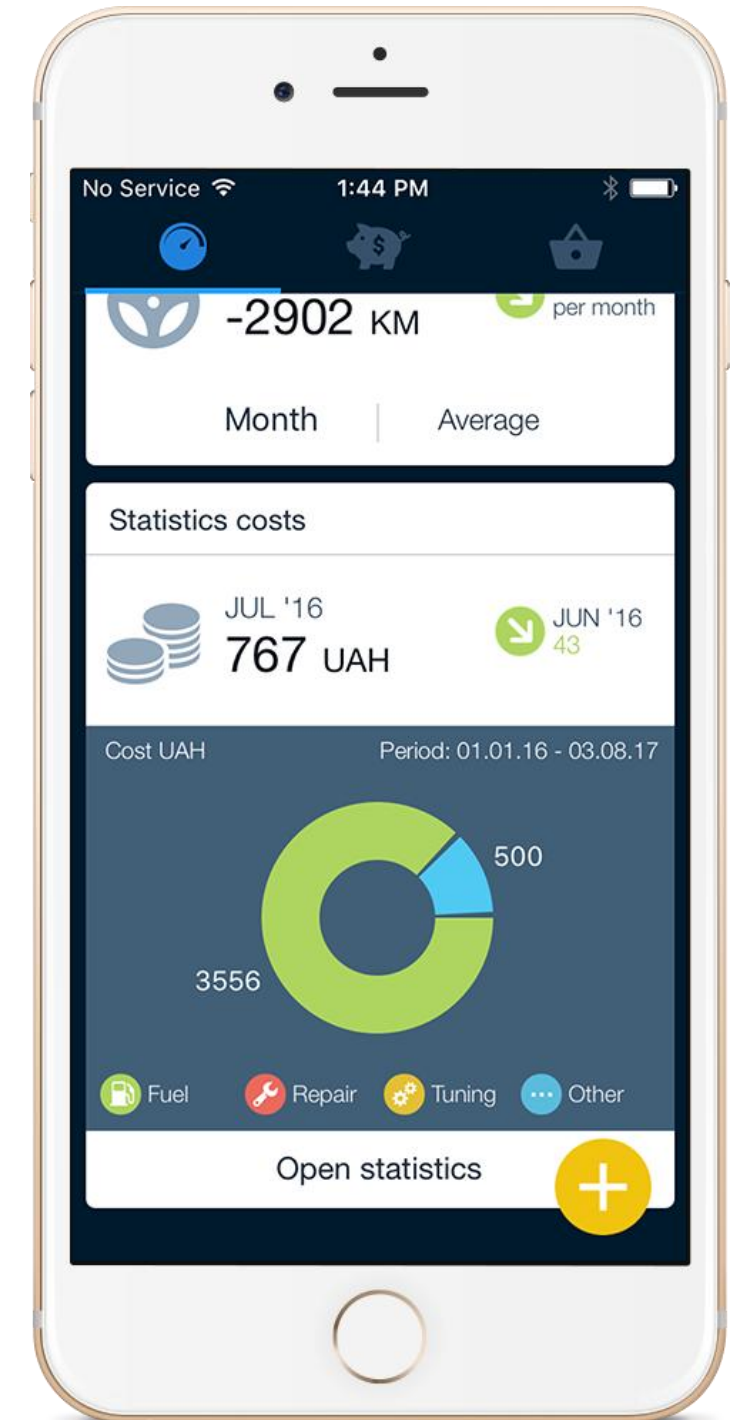 No Service 1:44 PM
$
-2902 KM
per month
Month Average
Statistics costs
JUL '16
767 UAH
JUN '16
43
Cost UAH Period: 01.01.16 - 03.08.17
500
3556
Fuel Repair Tuning Other
Open statistics